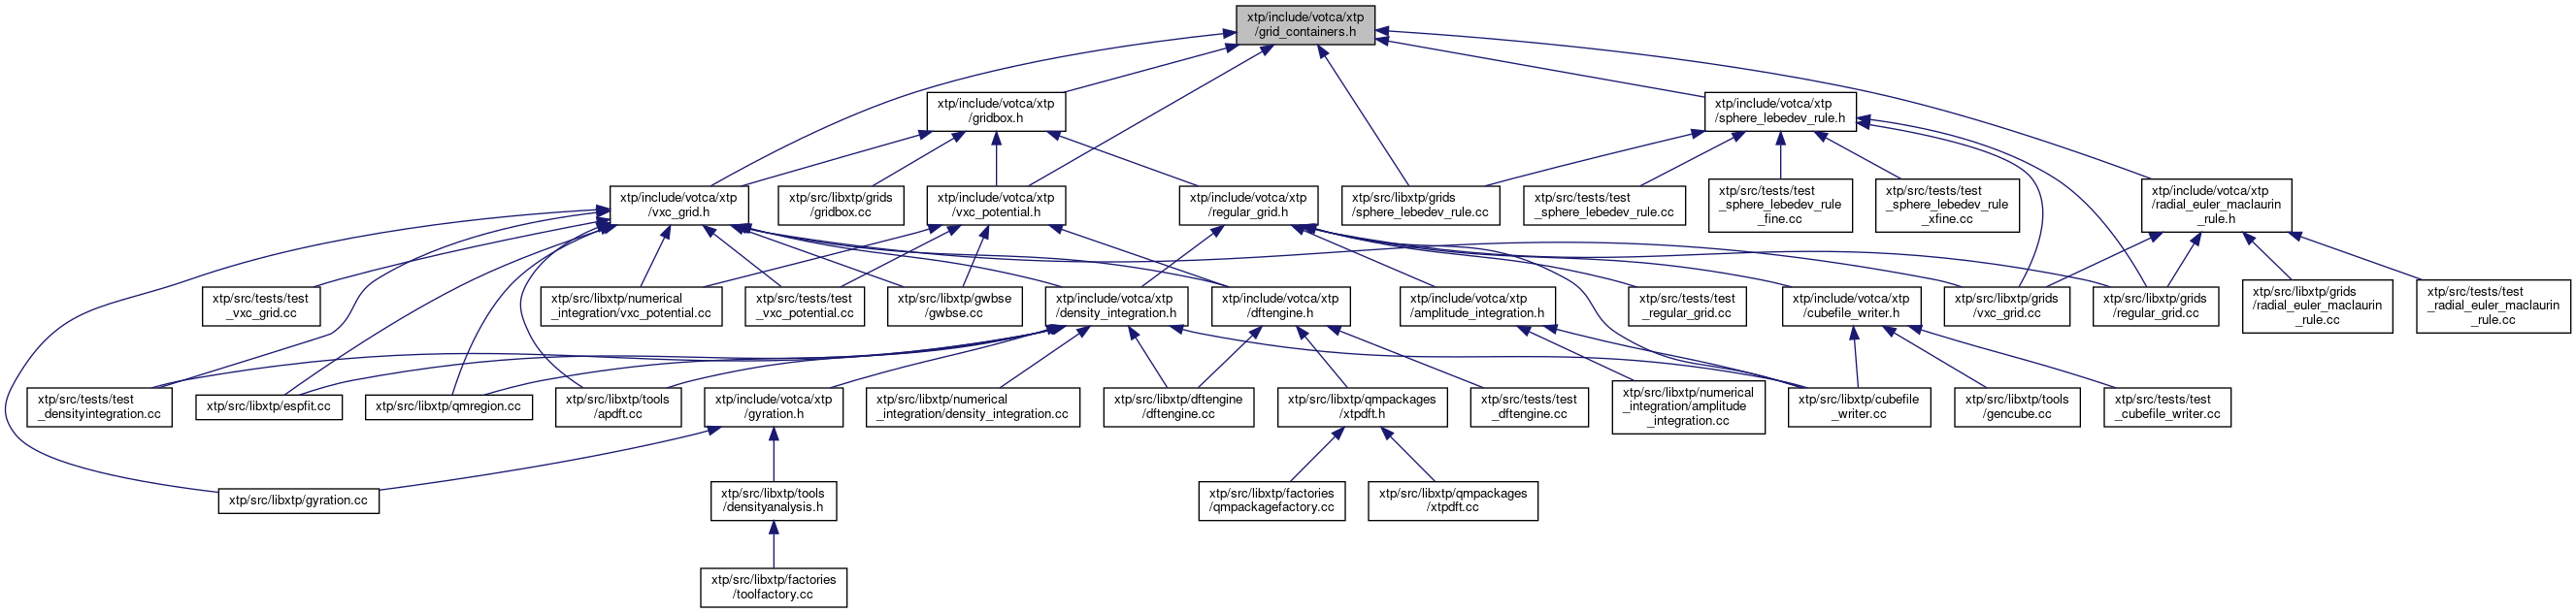 xtp/include/votca/xtp
/grid_containers.h
xtp/include/votca/xtp
/gridbox.h
xtp/include/votca/xtp
/sphere_lebedev_rule.h
xtp/include/votca/xtp
/vxc_grid.h
xtp/src/libxtp/grids
/gridbox.cc
xtp/include/votca/xtp
/vxc_potential.h
xtp/include/votca/xtp
/regular_grid.h
xtp/src/libxtp/grids
/sphere_lebedev_rule.cc
xtp/src/tests/test
_sphere_lebedev_rule.cc
xtp/src/tests/test
_sphere_lebedev_rule
_fine.cc
xtp/src/tests/test
_sphere_lebedev_rule
_xfine.cc
xtp/include/votca/xtp
/radial_euler_maclaurin
_rule.h
xtp/src/tests/test
_vxc_grid.cc
xtp/src/libxtp/numerical
_integration/vxc_potential.cc
xtp/src/tests/test
_vxc_potential.cc
xtp/src/libxtp/gwbse
/gwbse.cc
xtp/include/votca/xtp
/density_integration.h
xtp/include/votca/xtp
/dftengine.h
xtp/include/votca/xtp
/amplitude_integration.h
xtp/src/tests/test
_regular_grid.cc
xtp/include/votca/xtp
/cubefile_writer.h
xtp/src/libxtp/grids
/vxc_grid.cc
xtp/src/libxtp/grids
/regular_grid.cc
xtp/src/libxtp/grids
/radial_euler_maclaurin
_rule.cc
xtp/src/tests/test
_radial_euler_maclaurin
_rule.cc
xtp/src/tests/test
_densityintegration.cc
xtp/src/libxtp/espfit.cc
xtp/src/libxtp/qmregion.cc
xtp/src/libxtp/tools
/apdft.cc
xtp/include/votca/xtp
/gyration.h
xtp/src/libxtp/numerical
_integration/density_integration.cc
xtp/src/libxtp/dftengine
/dftengine.cc
xtp/src/libxtp/qmpackages
/xtpdft.h
xtp/src/tests/test
_dftengine.cc
xtp/src/libxtp/numerical
_integration/amplitude
_integration.cc
xtp/src/libxtp/cubefile
_writer.cc
xtp/src/libxtp/tools
/gencube.cc
xtp/src/tests/test
_cubefile_writer.cc
xtp/src/libxtp/gyration.cc
xtp/src/libxtp/tools
/densityanalysis.h
xtp/src/libxtp/factories
/qmpackagefactory.cc
xtp/src/libxtp/qmpackages
/xtpdft.cc
xtp/src/libxtp/factories
/toolfactory.cc